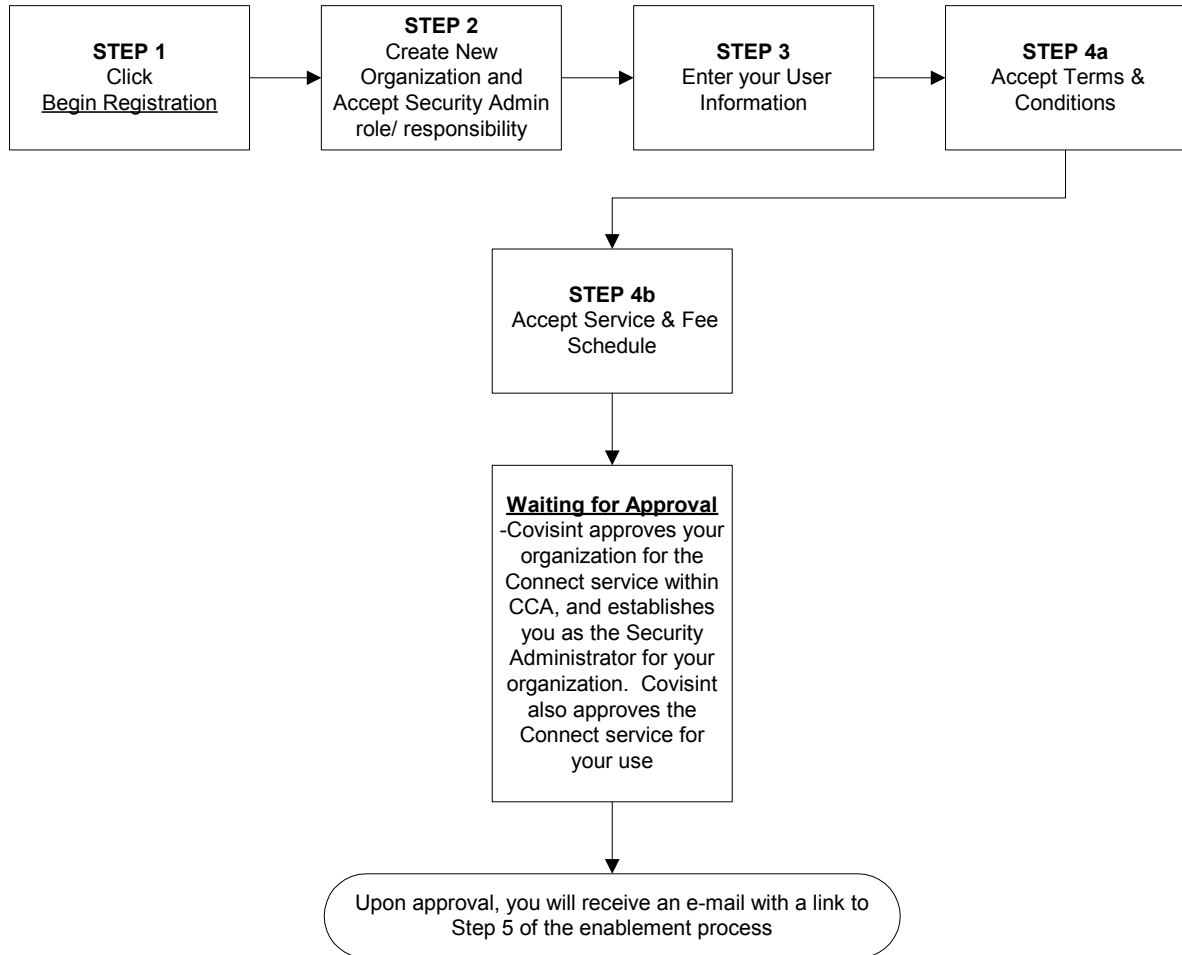 STEP 1
Click
Begin Registration
STEP 2
Create New
Organization and
Accept Security Admin
role/ responsibility
STEP 3
Enter your User
Information
STEP 4a
Accept Terms &
Conditions
STEP 4b
Accept Service & Fee
Schedule
Waiting for Approval
-Covisint approves your
organization for the
Connect service within
CCA, and establishes
you as the Security
Administrator for your
organization.  Covisint
also approves the
Connect service for
your use
Upon approval, you will receive an e-mail with a link to
Step 5 of the enablement process